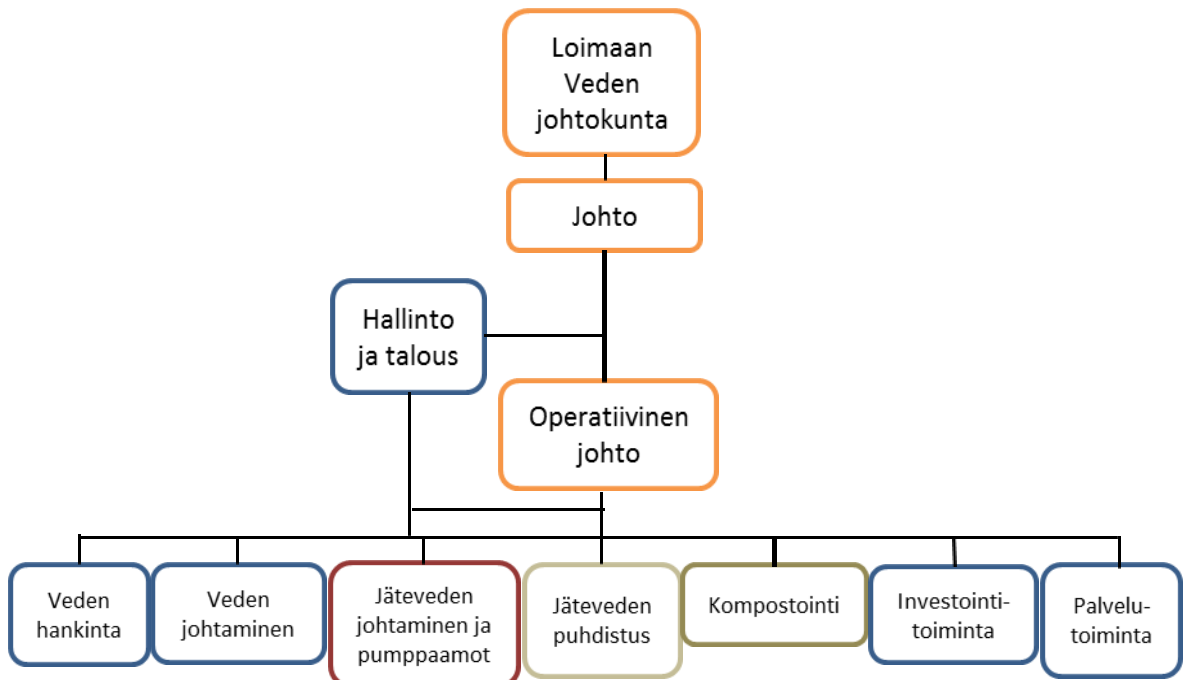 Loimaan
Veden
johtokunta
Johto
Hallinto
ja talous
Operatiivinen
johto
Veden
hankinta
Veden
johtaminen
Jäteveden
johtaminen ja
pumppaamot
Jäteveden
puhdistus
Kompostointi
Investointi-
toiminta
Palvelu-
toiminta